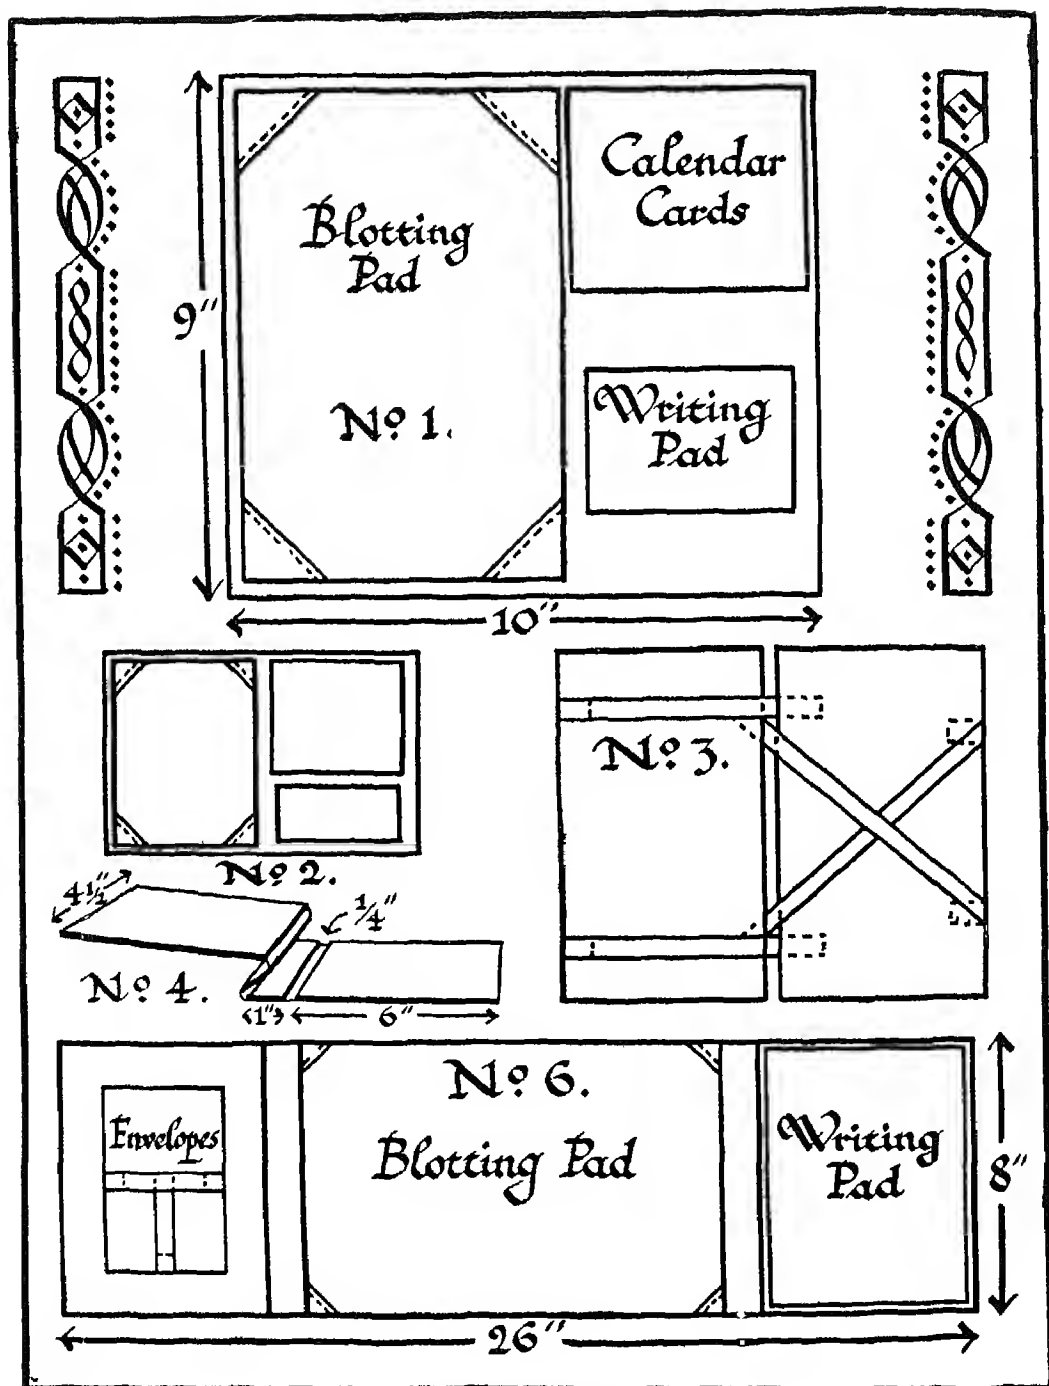 Blotting
Pad
Nº 1.
Calendar
Cards
Writing
Pad
9"
10"
Nº 2.
Nº 3.
4½"
¼"
Nº 4.
1"
6"
Nº 6.
Envelopes
Blotting Pad
Writing
Pad
8"
26"